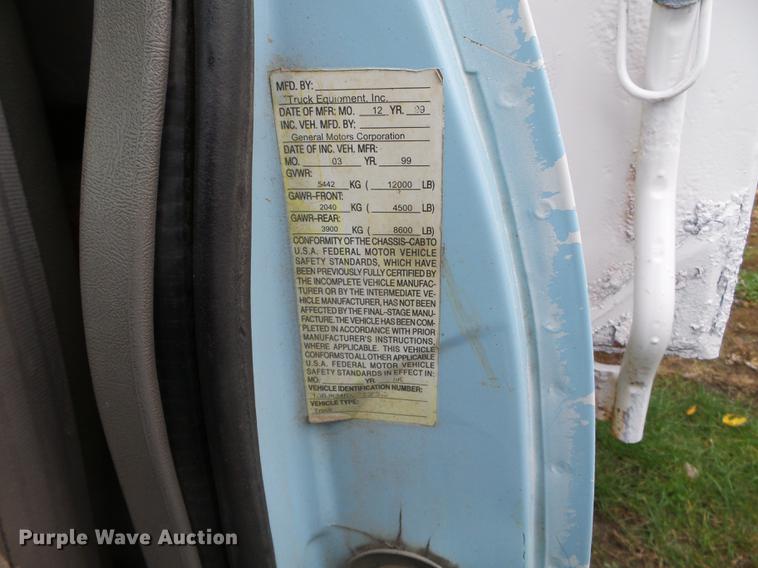 MFD. BY:
Truck Equipment, Inc.
DATE OF MFR: MO. 12 YR. 99
INC. VEH. MFD. BY:
General Motors Corporation
DATE OF INC. VEH. MFR:
MO. 03 YR. 99
GVWR:
5442 KG ( 12000 LB)
GAWR-FRONT:
2040 KG ( 4500 LB)
GAWR-REAR:
3900 KG ( 8600 LB)
CONFORMITY OF THE CHASSIS-CAB TO
U.S.A. FEDERAL MOTOR VEHICLE
SAFETY STANDARDS, WHICH HAVE
BEEN PREVIOUSLY FULLY CERTIFIED BY
THE INCOMPLETE VEHICLE MANUFAC-
TURER OR BY THE INTERMEDIATE VE-
HICLE MANUFACTURER, HAS NOT BEEN
AFFECTED BY THE FINAL-STAGE MANU-
FACTURE. THE VEHICLE HAS BEEN COM-
PLETED IN ACCORDANCE WITH PRIOR
MANUFACTURER'S INSTRUCTIONS,
WHERE APPLICABLE. THIS VEHICLE
CONFORMS TO ALL OTHER APPLICABLE
U.S.A. FEDERAL MOTOR VEHICLE
SAFETY STANDARDS IN EFFECT IN:
MO. YR.
VEHICLE IDENTIFICATION NUMBER:
VEHICLE TYPE:
Truck
Purple Wave Auction